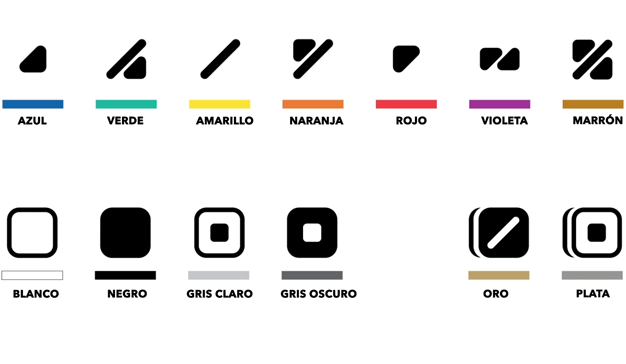 AZUL
VERDE
AMARILLO
NARANJA
ROJO
VIOLETA
MARRÓN
BLANCO
NEGRO
GRIS CLARO
GRIS OSCURO
ORO
PLATA